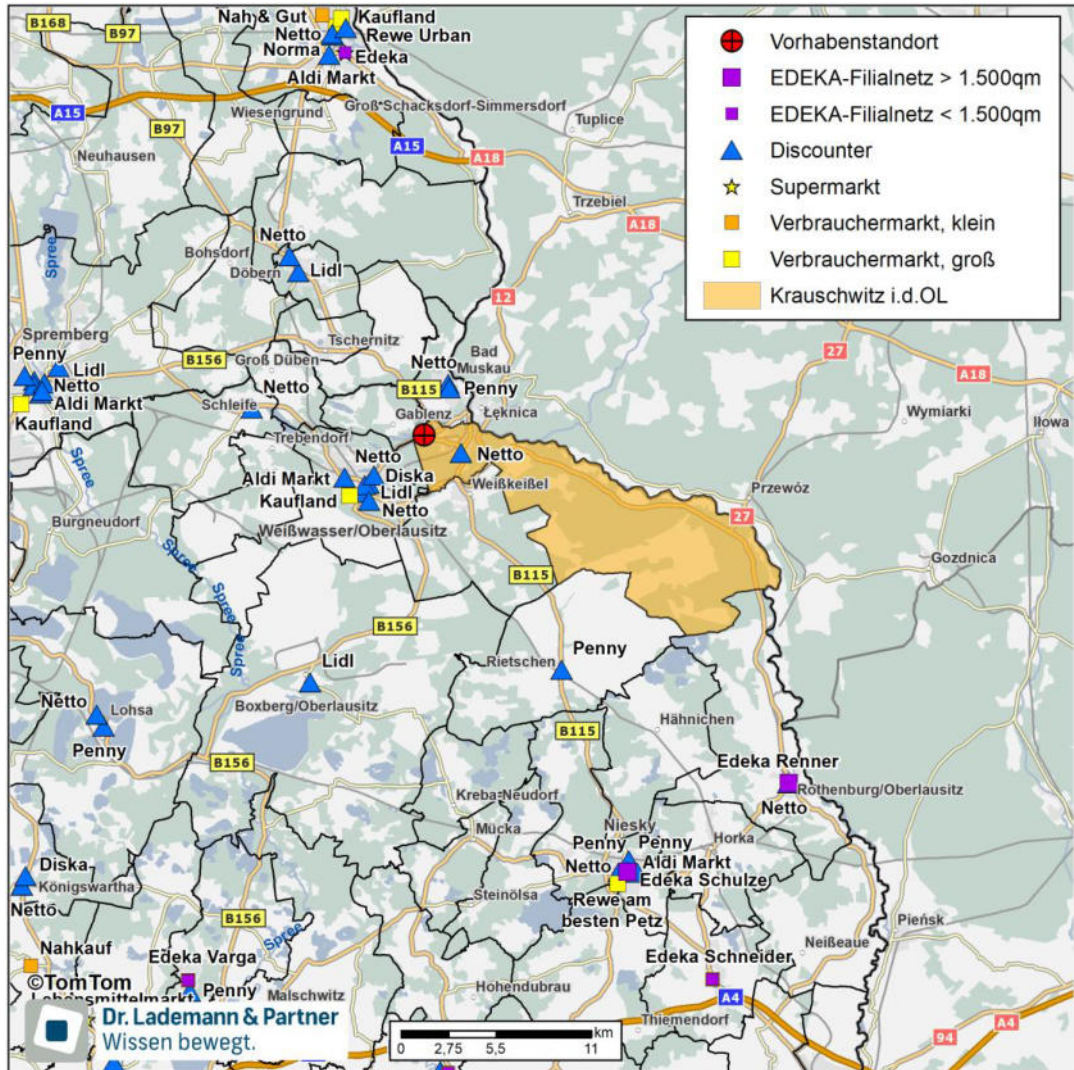 B168
B97
Nah & Gut
Kaufland
Netto
Rewe Urban
Norma
Edeka
Aldi Markt
A15
Wiesengrund
Groß Schacksdorf-Simmersdorf
B97
Neuhausen
A15
A18
Tuplice
Trzebiel
A18
Vorhabenstandort
EDEKA-Filialnetz > 1.500qm
EDEKA-Filialnetz < 1.500qm
Discounter
Supermarkt
Verbrauchermarkt, klein
Verbrauchermarkt, groß
Krauschwitz i.d.OL
Spree
Netto
Bohsdorf
Döbern
Lidl
12
Spremberg
Tschernitz
27
Penny
Lidl
B156
Groß Düben
Netto
Bad
Muskau
A18
Netto
Netto
B115
Penny
Aldi Markt
Schleife
Gablenz
Łęknica
Wymiarki
Iłowa
Kaufland
Trebendorf
Netto
Netto
Aldi Markt
Diska
Weißkeißel
Lidl
Kaufland
Netto
Przewóz
Spree
Burgneudorf
Weißwasser/Oberlausitz
27
Spree
Gozdnica
B115
Spree
B156
Spree
Lidl
Rietschen
Penny
Netto
Lohsa
Boxberg/Oberlausitz
Penny
B115
Hähnichen
B156
Edeka Renner
Kreba-Neudorf
Rothenburg/Oberlausitz
Netto
Mücka
Niesky
Horka
Penny
Penny
Diska
Netto
Aldi Markt
Königswartha
Edeka Schulze
Netto
Steinölsa
Rewe am
besten Petz
B156
Pieńsk
Spree
Neißeaue
Nahkauf
Edeka Varga
Edeka Schneider
©TomTom
Penny
Malschwitz
Hohendubrau
A4
Lebensmittelmarkt
Dr. Lademann & Partner
Wissen bewegt.
km
0
2,75
5,5
11
Thiemendorf
94
A4